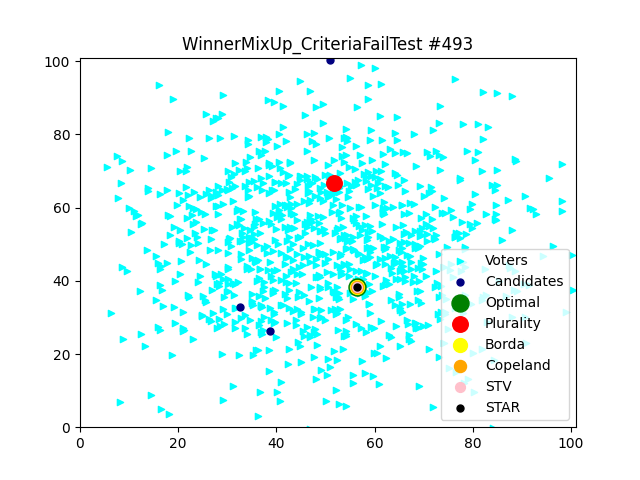 WinnerMixUp_CriteriaFailTest #493
100
80
60
40
20
0
0 20 40 60 80 100
Voters
Candidates
Optimal
Plurality
Borda
Copeland
STV
STAR